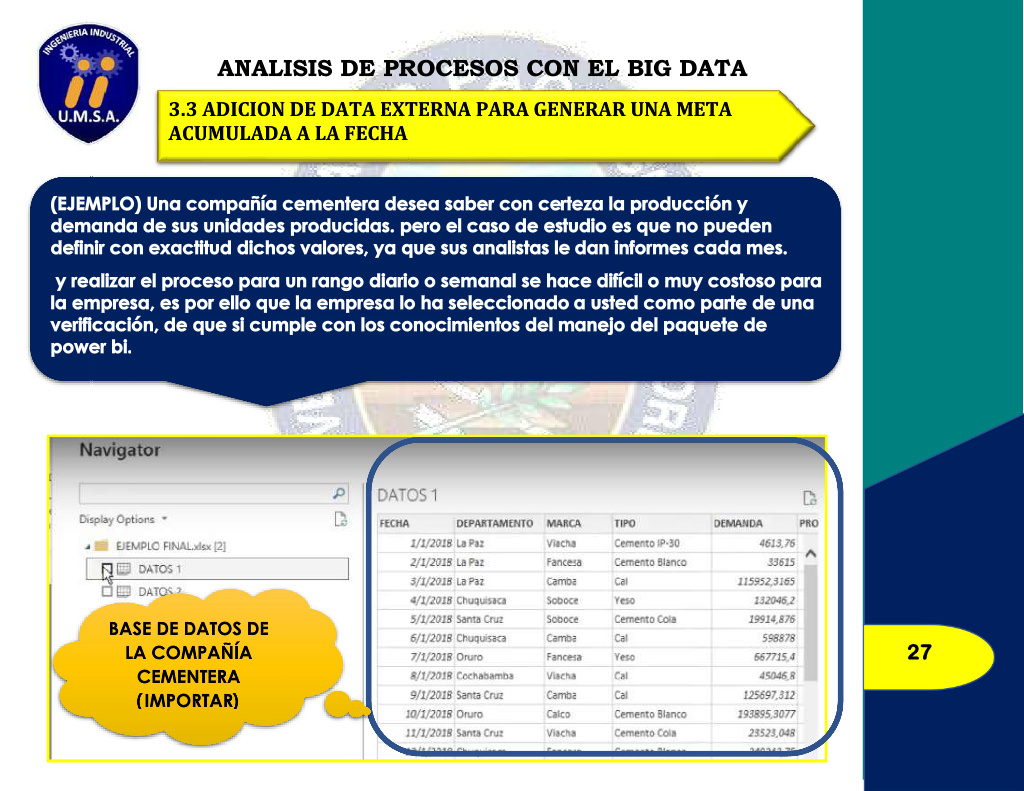 INGENIERIA INDUSTRIAL
U.M.S.A.
ANALISIS DE PROCESOS CON EL BIG DATA
3.3 ADICION DE DATA EXTERNA PARA GENERAR UNA META
ACUMULADA A LA FECHA
(EJEMPLO) Una compañía cementera desea saber con certeza la producción y
demanda de sus unidades producidas. pero el caso de estudio es que no pueden
definir con exactitud dichos valores, ya que sus analistas le dan informes cada mes.
y realizar el proceso para un rango diario o semanal se hace difícil o muy costoso para
la empresa, es por ello que la empresa lo ha seleccionado a usted como parte de una
verificación, de que si cumple con los conocimientos del manejo del paquete de
power bi.
Navigator
Display Options
EJEMPLO FINAL.xlsx [2]
DATOS 1
DATOS 2
BASE DE DATOS DE
LA COMPAÑÍA
CEMENTERA
(IMPORTAR)
DATOS 1
FECHA DEPARTAMENTO MARCA TIPO DEMANDA PRO
1/1/2018 La Paz Viacha Cemento IP-30 4613,76
2/1/2018 La Paz Fancesa Cemento Blanco 33615
3/1/2018 La Paz Camba Cal 115952,3165
4/1/2018 Chuquisaca Soboce Yeso 132046,2
5/1/2018 Santa Cruz Soboce Cemento Cola 19914,876
6/1/2018 Chuquisaca Camba Cal 598878
7/1/2018 Oruro Fancesa Yeso 667715,4
8/1/2018 Cochabamba Viacha Cal 45046,8
9/1/2018 Santa Cruz Camba Cal 125697,312
10/1/2018 Oruro Calco Cemento Blanco 193895,3077
11/1/2018 Santa Cruz Viacha Cemento Cola 23523,048
27